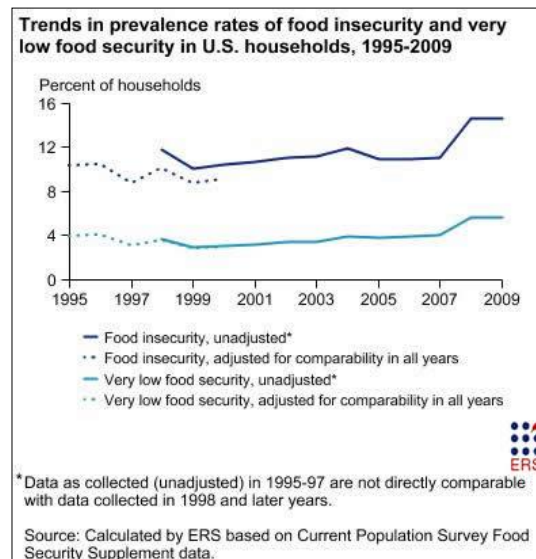 Trends in prevalence rates of food insecurity and very
low food security in U.S. households, 1995-2009
Percent of households
16
12
8
4
0
1995 1997 1999 2001 2003 2005 2007 2009
Food insecurity, unadjusted*
Food insecurity, adjusted for comparability in all years
Very low food security, unadjusted*
Very low food security, adjusted for comparability in all years
ERS
*Data as collected (unadjusted) in 1995-97 are not directly comparable
with data collected in 1998 and later years.
Source: Calculated by ERS based on Current Population Survey Food
Security Supplement data.